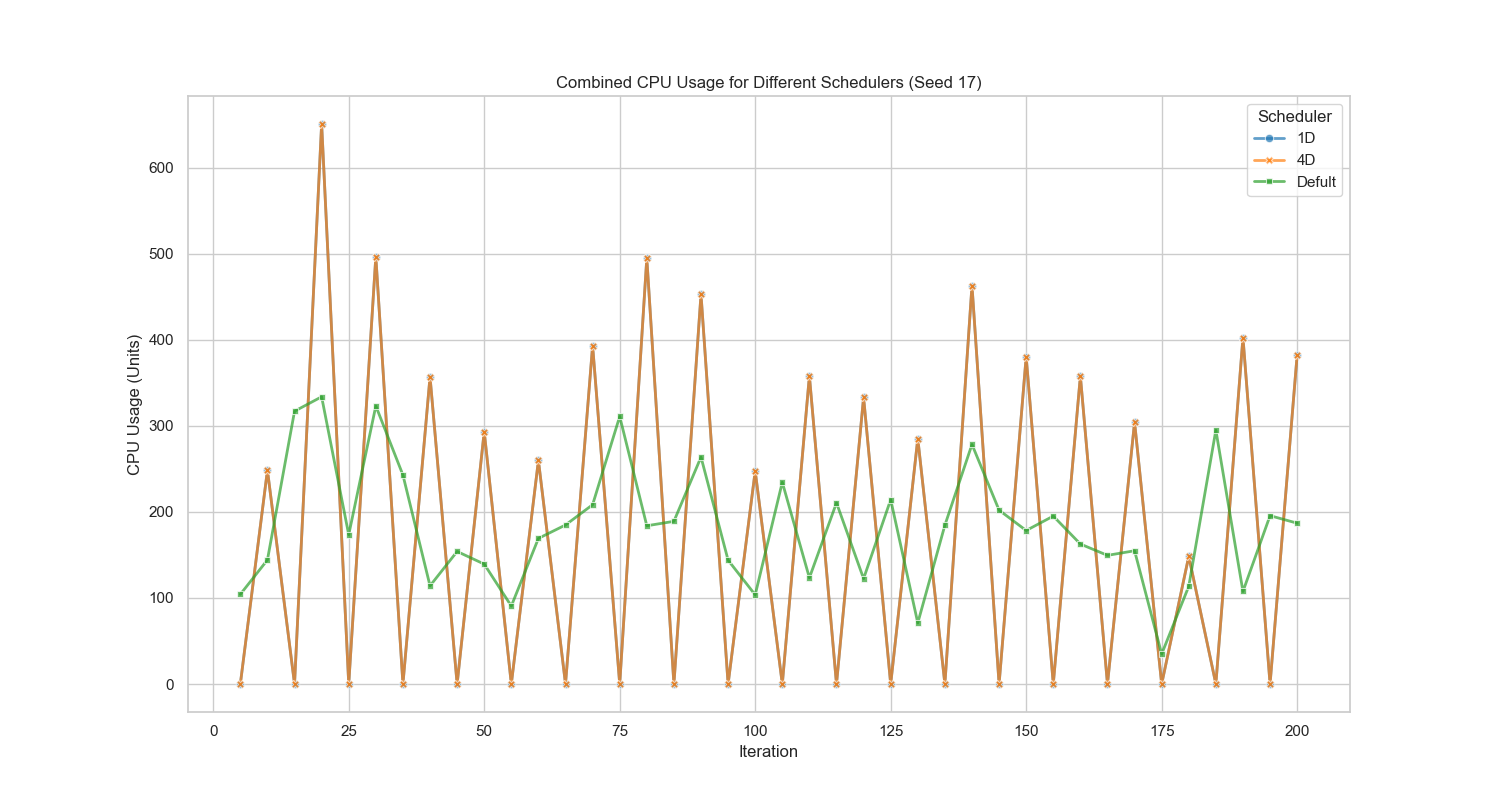 Combined CPU Usage for Different Schedulers (Seed 17)
Scheduler
1D
4D
Defult
CPU Usage (Units)
600
500
400
300
200
100
0
0 25 50 75 100 125 150 175 200
Iteration